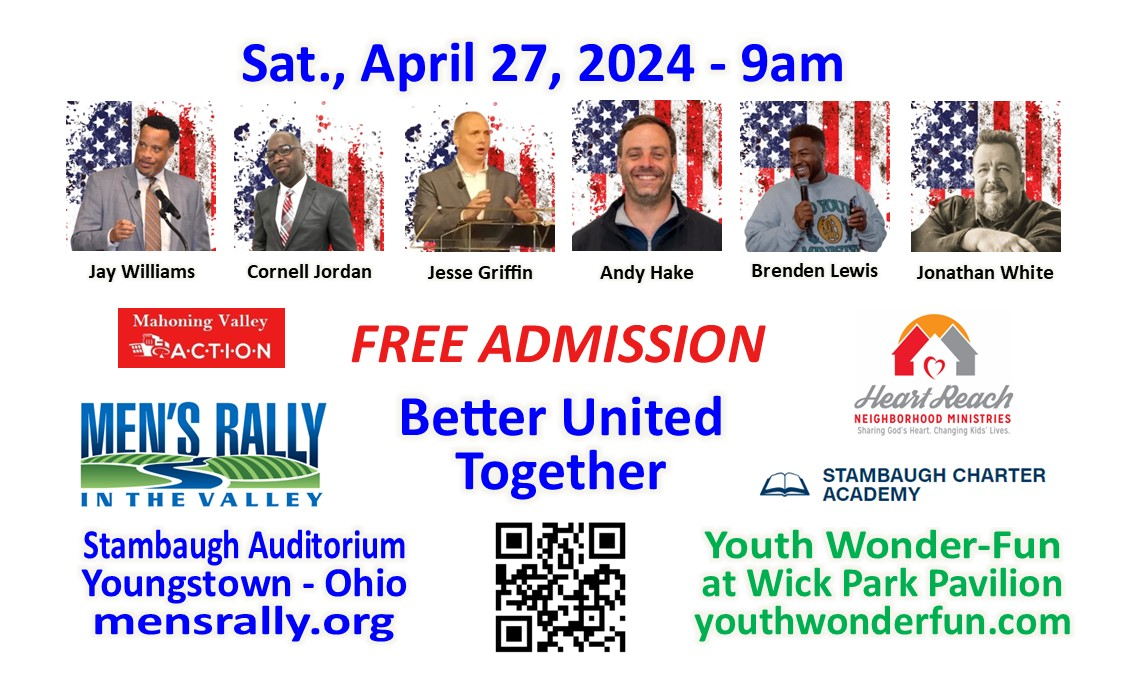 Sat., April 27, 2024 - 9am
Jay Williams
Cornell Jordan
Jesse Griffin
Andy Hake
Brenden Lewis
Jonathan White
Mahoning Valley
A·C·T·I·O·N
FREE ADMISSION
Heart Reach
NEIGHBORHOOD MINISTRIES
Sharing God's Heart. Changing Kids' Lives.
MEN'S RALLY
IN THE VALLEY
Better United
Together
STAMBAUGH CHARTER
ACADEMY
Stambaugh Auditorium
Youngstown - Ohio
mensrally.org
Youth Wonder-Fun
at Wick Park Pavilion
youthwonderfun.com